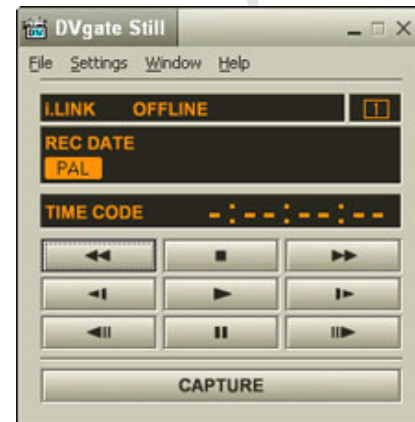 DVgate Still
File Settings Window Help
i.LINK OFFLINE 1
REC DATE
PAL
TIME CODE -:--:--:--
CAPTURE